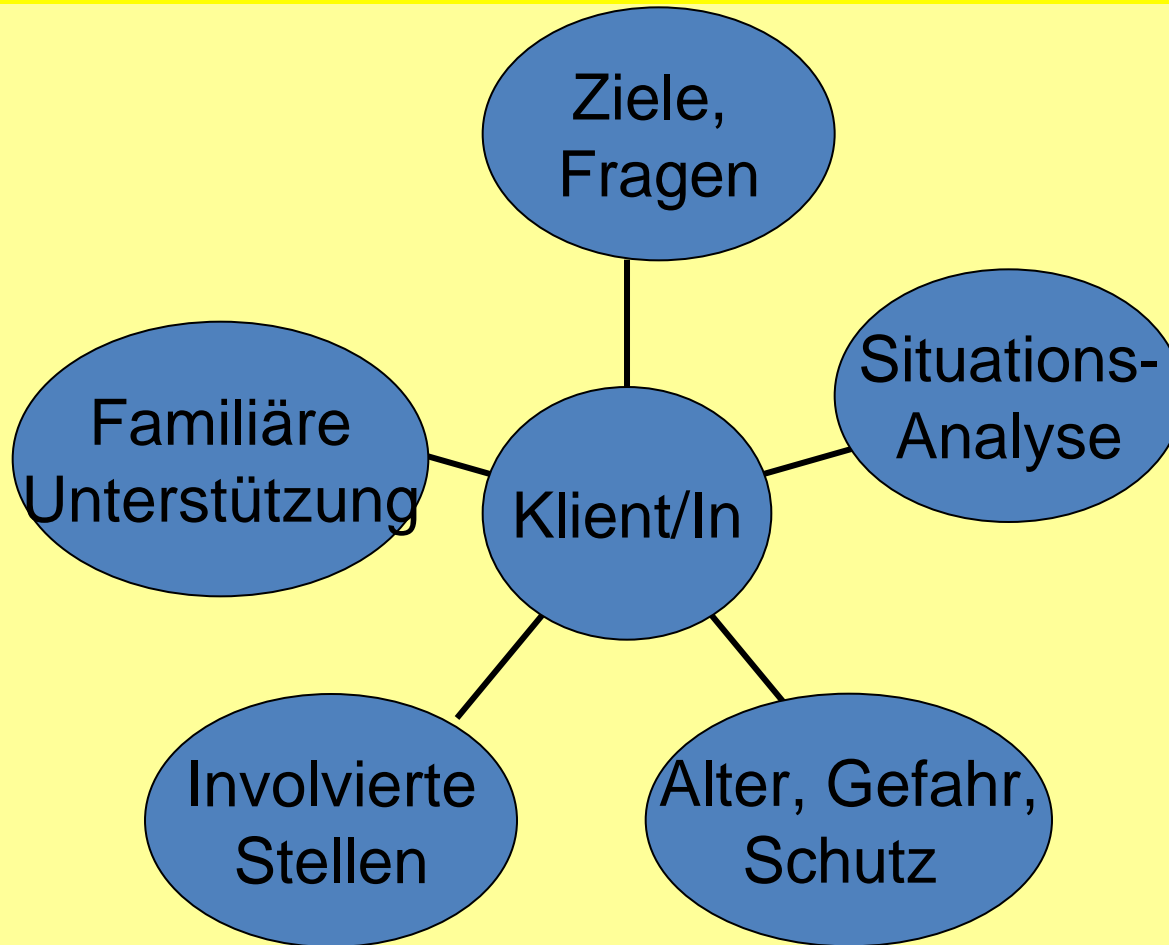 Ziele,
Fragen
Situations-
Analyse
Familiäre
Unterstützung
Klient/In
Involvierte
Stellen
Alter, Gefahr,
Schutz